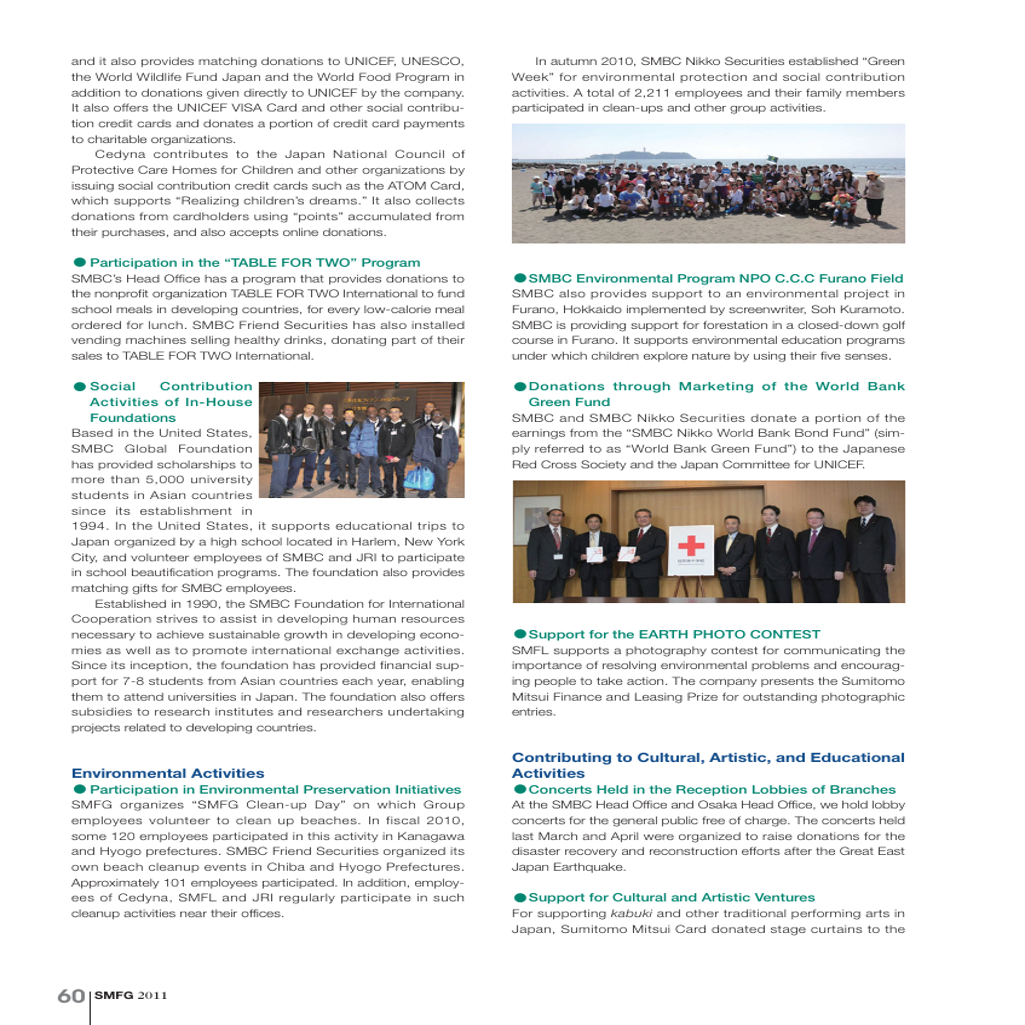 and it also provides matching donations to UNICEF, UNESCO,
the World Wildlife Fund Japan and the World Food Program in
addition to donations given directly to UNICEF by the company.
It also offers the UNICEF VISA Card and other social contribu-
tion credit cards and donates a portion of credit card payments
to charitable organizations.
Cedyna contributes to the Japan National Council of
Protective Care Homes for Children and other organizations by
issuing social contribution credit cards such as the ATOM Card,
which supports “Realizing children’s dreams.” It also collects
donations from cardholders using “points” accumulated from
their purchases, and also accepts online donations.
●Participation in the “TABLE FOR TWO” Program
SMBC’s Head Office has a program that provides donations to
the nonprofit organization TABLE FOR TWO International to fund
school meals in developing countries, for every low-calorie meal
ordered for lunch. SMBC Friend Securities has also installed
vending machines selling healthy drinks, donating part of their
sales to TABLE FOR TWO International.
●Social Contribution
Activities of In-House
Foundations
Based in the United States,
SMBC Global Foundation
has provided scholarships to
more than 5,000 university
students in Asian countries
since its establishment in
1994. In the United States, it supports educational trips to
Japan organized by a high school located in Harlem, New York
City, and volunteer employees of SMBC and JRI to participate
in school beautification programs. The foundation also provides
matching gifts for SMBC employees.
Established in 1990, the SMBC Foundation for International
Cooperation strives to assist in developing human resources
necessary to achieve sustainable growth in developing econo-
mies as well as to promote international exchange activities.
Since its inception, the foundation has provided financial sup-
port for 7-8 students from Asian countries each year, enabling
them to attend universities in Japan. The foundation also offers
subsidies to research institutes and researchers undertaking
projects related to developing countries.
Environmental Activities
●Participation in Environmental Preservation Initiatives
SMFG organizes “SMFG Clean-up Day” on which Group
employees volunteer to clean up beaches. In fiscal 2010,
some 120 employees participated in this activity in Kanagawa
and Hyogo prefectures. SMBC Friend Securities organized its
own beach cleanup events in Chiba and Hyogo Prefectures.
Approximately 101 employees participated. In addition, employ-
ees of Cedyna, SMFL and JRI regularly participate in such
cleanup activities near their offices.
In autumn 2010, SMBC Nikko Securities established “Green
Week” for environmental protection and social contribution
activities. A total of 2,211 employees and their family members
participated in clean-ups and other group activities.
●SMBC Environmental Program NPO C.C.C Furano Field
SMBC also provides support to an environmental project in
Furano, Hokkaido implemented by screenwriter, Soh Kuramoto.
SMBC is providing support for forestation in a closed-down golf
course in Furano. It supports environmental education programs
under which children explore nature by using their five senses.
●Donations through Marketing of the World Bank
Green Fund
SMBC and SMBC Nikko Securities donate a portion of the
earnings from the “SMBC Nikko World Bank Bond Fund” (sim-
ply referred to as “World Bank Green Fund”) to the Japanese
Red Cross Society and the Japan Committee for UNICEF.
●Support for the EARTH PHOTO CONTEST
SMFL supports a photography contest for communicating the
importance of resolving environmental problems and encourag-
ing people to take action. The company presents the Sumitomo
Mitsui Finance and Leasing Prize for outstanding photographic
entries.
Contributing to Cultural, Artistic, and Educational
Activities
●Concerts Held in the Reception Lobbies of Branches
At the SMBC Head Office and Osaka Head Office, we hold lobby
concerts for the general public free of charge. The concerts held
last March and April were organized to raise donations for the
disaster recovery and reconstruction efforts after the Great East
Japan Earthquake.
●Support for Cultural and Artistic Ventures
For supporting kabuki and other traditional performing arts in
Japan, Sumitomo Mitsui Card donated stage curtains to the
60 SMFG 2011